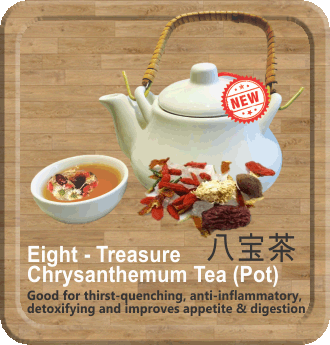 NEW
八宝茶
Eight - Treasure
Chrysanthemum Tea (Pot)
Good for thirst-quenching, anti-inflammatory,
detoxifying and improves appetite & digestion